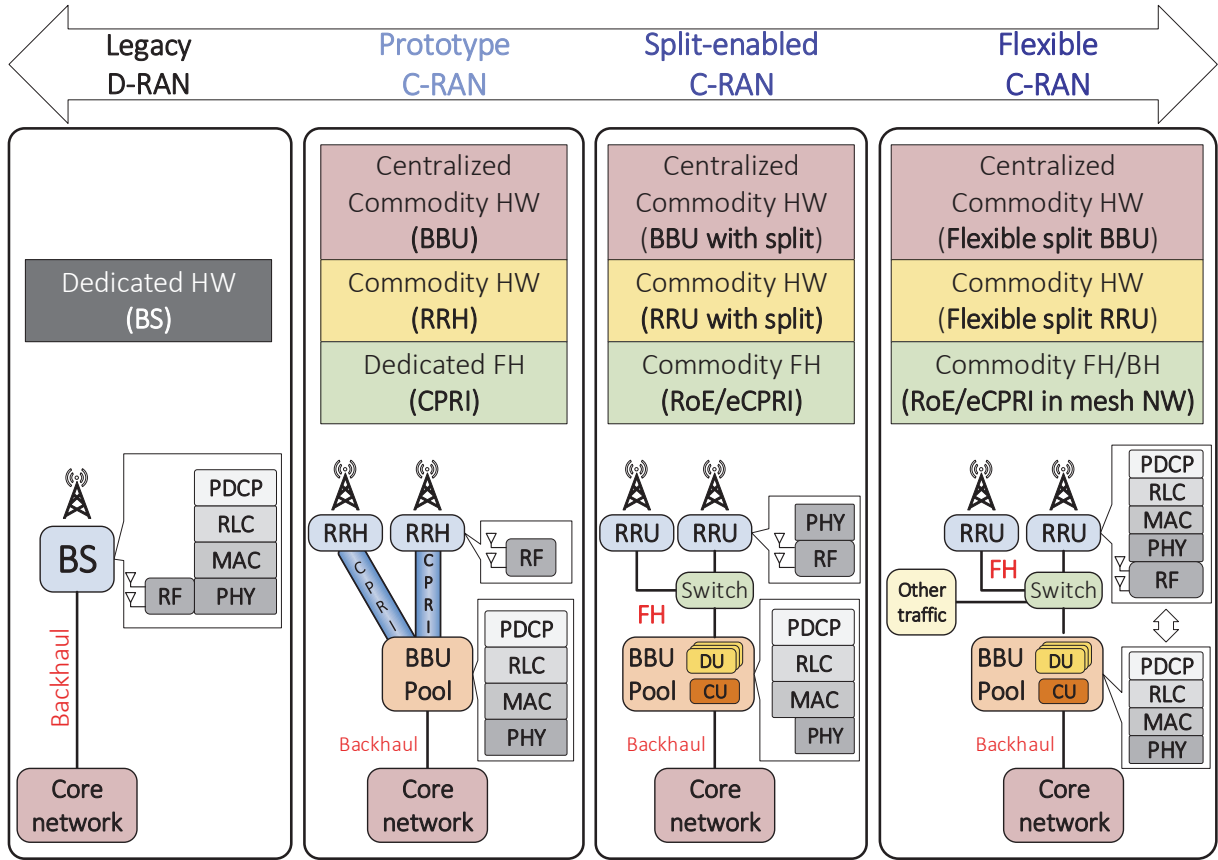 Legacy
D-RAN
Prototype
C-RAN
Split-enabled
C-RAN
Flexible
C-RAN
Dedicated HW
(BS)
BS
PDCP
RLC
MAC
RF
PHY
Backhaul
Core
network
Centralized
Commodity HW
(BBU)
Commodity HW
(RRH)
Dedicated FH
(CPRI)
RRH
RRH
RF
CPRI
CPRI
BBU
Pool
PDCP
RLC
MAC
PHY
Backhaul
Core
network
Centralized
Commodity HW
(BBU with split)
Commodity HW
(RRU with split)
Commodity FH
(RoE/eCPRI)
RRU
RRU
PHY
RF
Switch
FH
BBU
Pool
DU
CU
PDCP
RLC
MAC
PHY
Backhaul
Core
network
Centralized
Commodity HW
(Flexible split BBU)
Commodity HW
(Flexible split RRU)
Commodity FH/BH
(RoE/eCPRI in mesh NW)
RRU
RRU
PDCP
RLC
MAC
PHY
RF
FH
Other
traffic
Switch
BBU
Pool
DU
CU
PDCP
RLC
MAC
PHY
Backhaul
Core
network